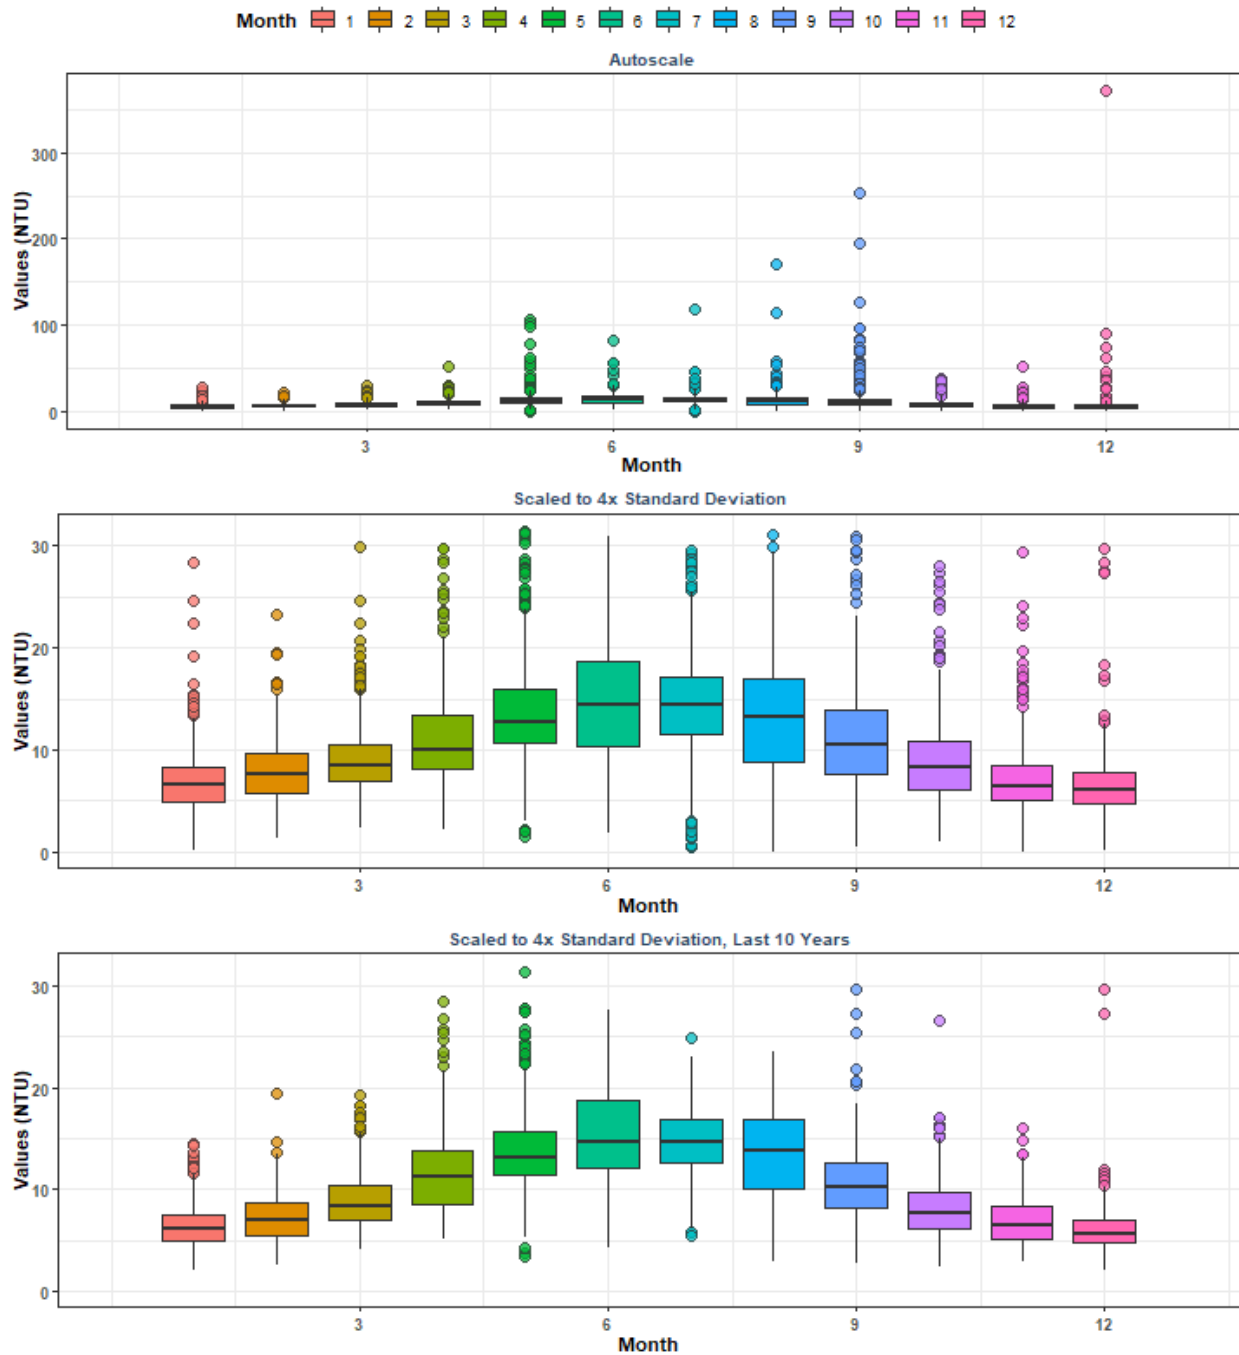 Month 1 2 3 4 5 6 7 8 9 10 11 12
Autoscale
Values (NTU)
300
200
100
0
3 6 9 12
Month
Scaled to 4x Standard Deviation
Values (NTU)
30
20
10
0
3 6 9 12
Month
Scaled to 4x Standard Deviation, Last 10 Years
Values (NTU)
30
20
10
0
3 6 9 12
Month